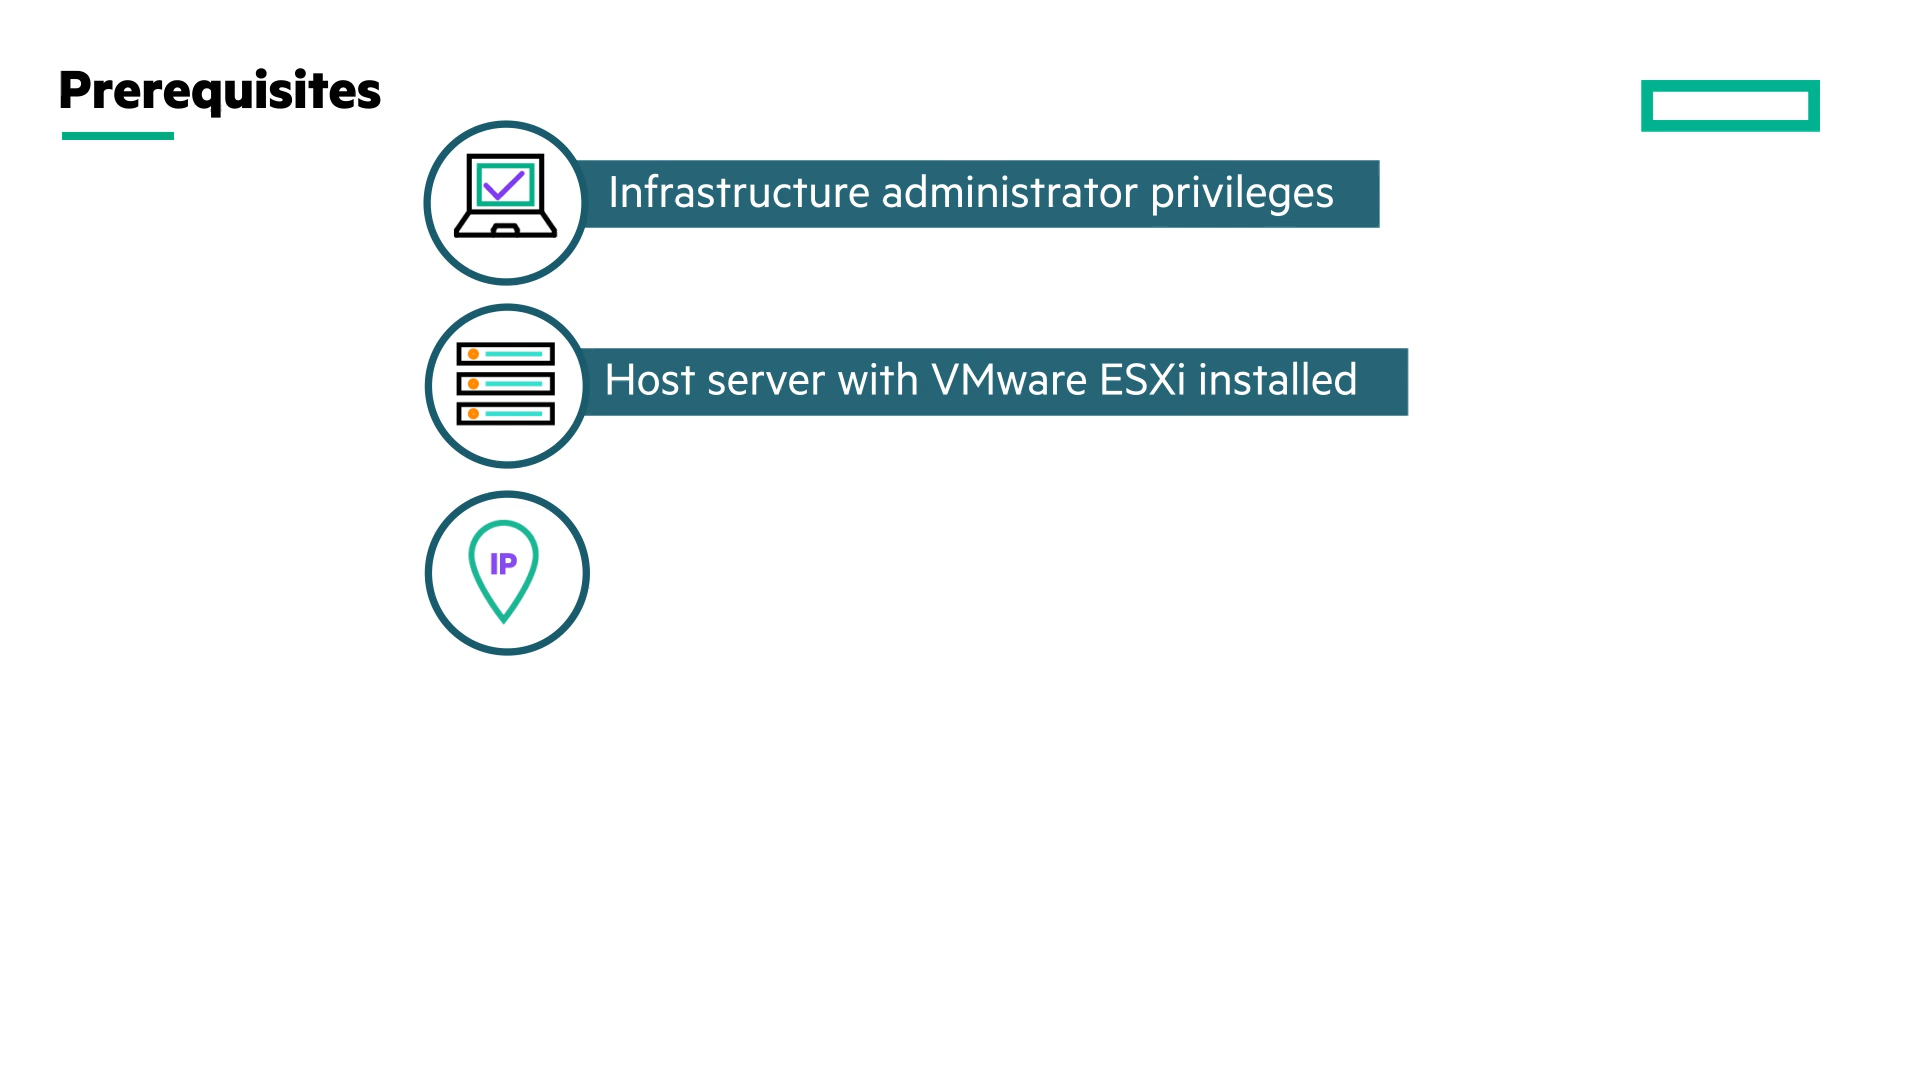 Prerequisites
Infrastructure administrator privileges
Host server with VMware ESXi installed
IP